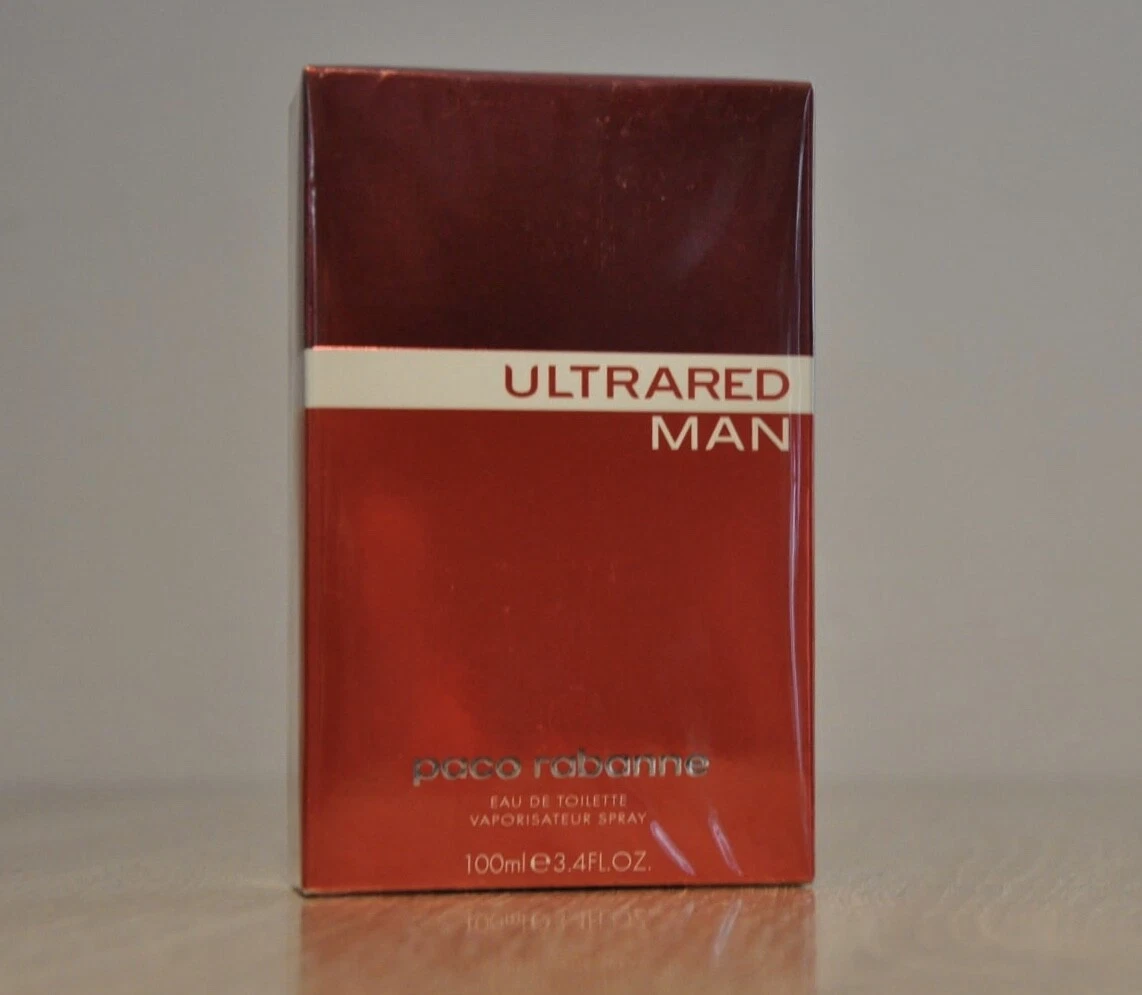 ULTRARED
MAN
paco rabanne
EAU DE TOILETTE
VAPORISATEUR SPRAY
100ml e 3.4FL.OZ.